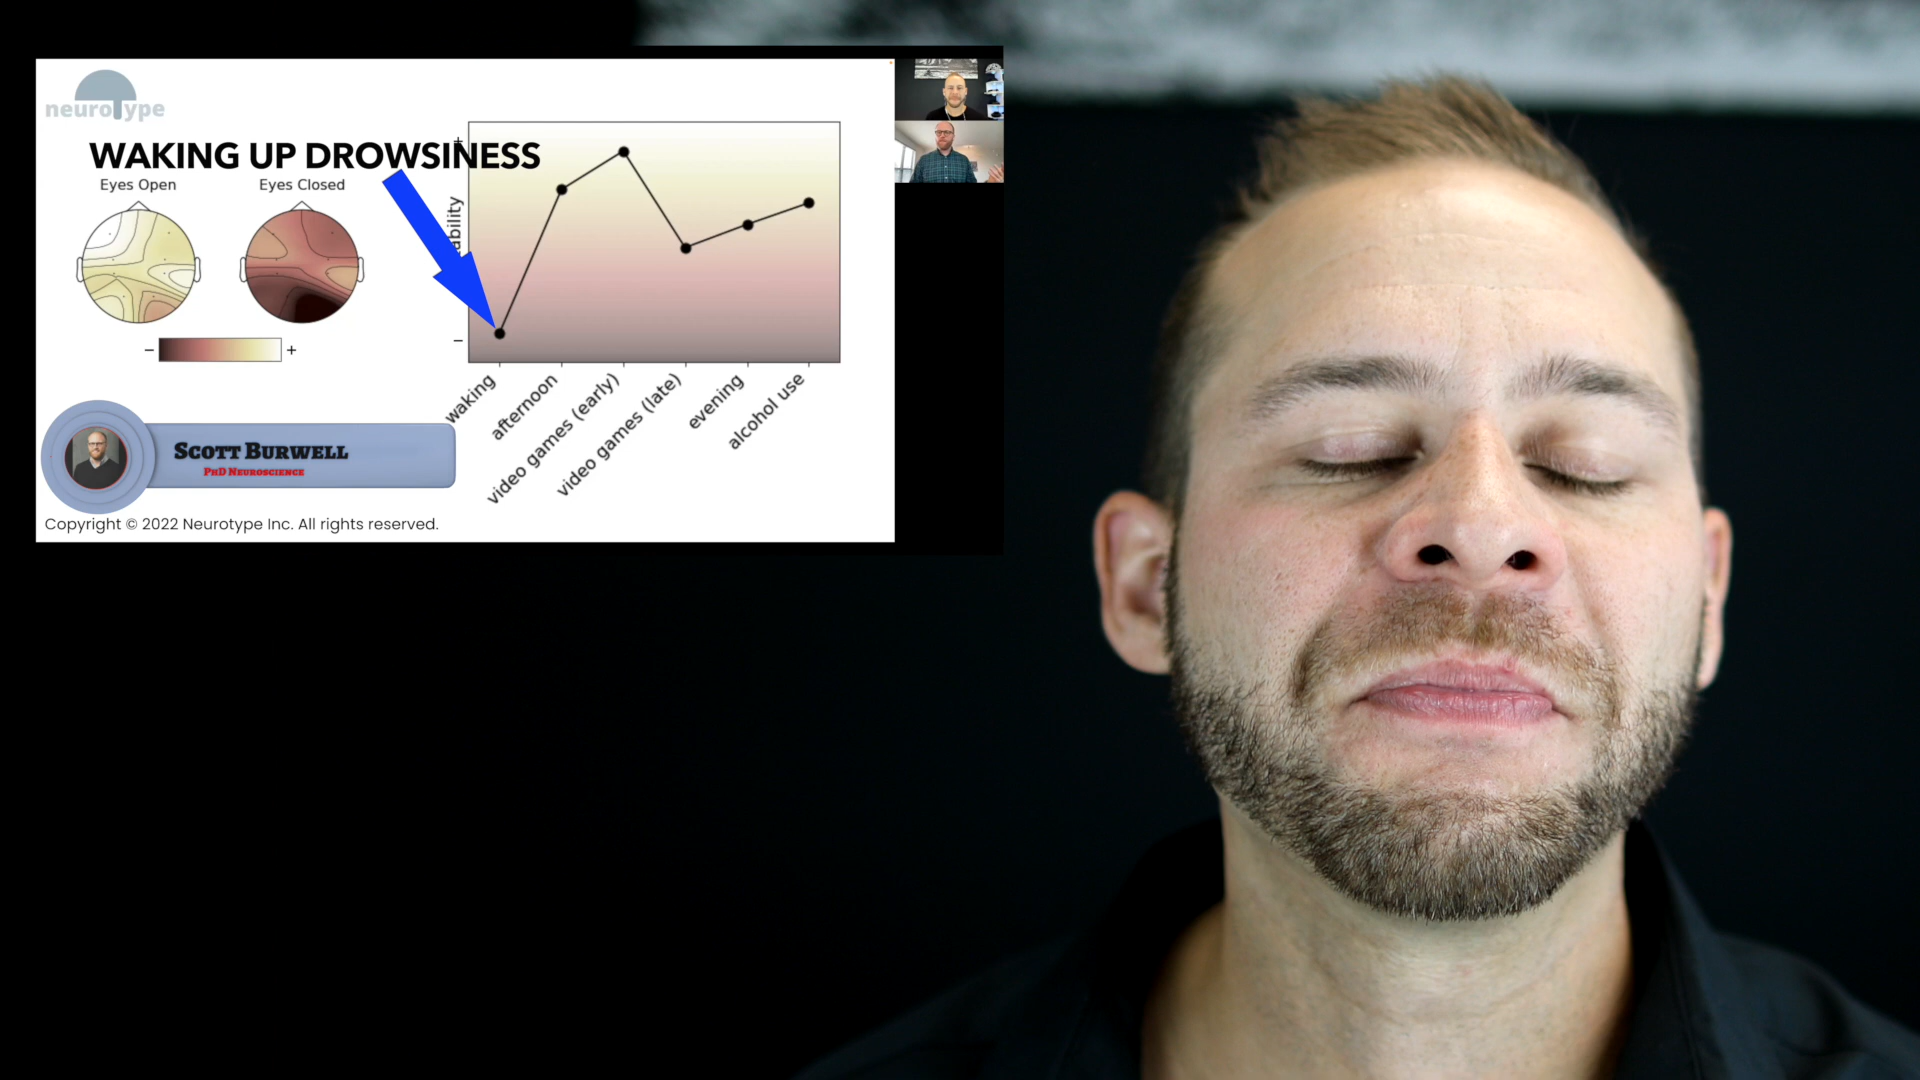 neuroType
WAKING UP DROWSINESS
Eyes Open
Eyes Closed
− +
+
ability
−
waking
afternoon
video games (early)
video games (late)
evening
alcohol use
SCOTT BURWELL
PHD NEUROSCIENCE
Copyright © 2022 Neurotype Inc. All rights reserved.